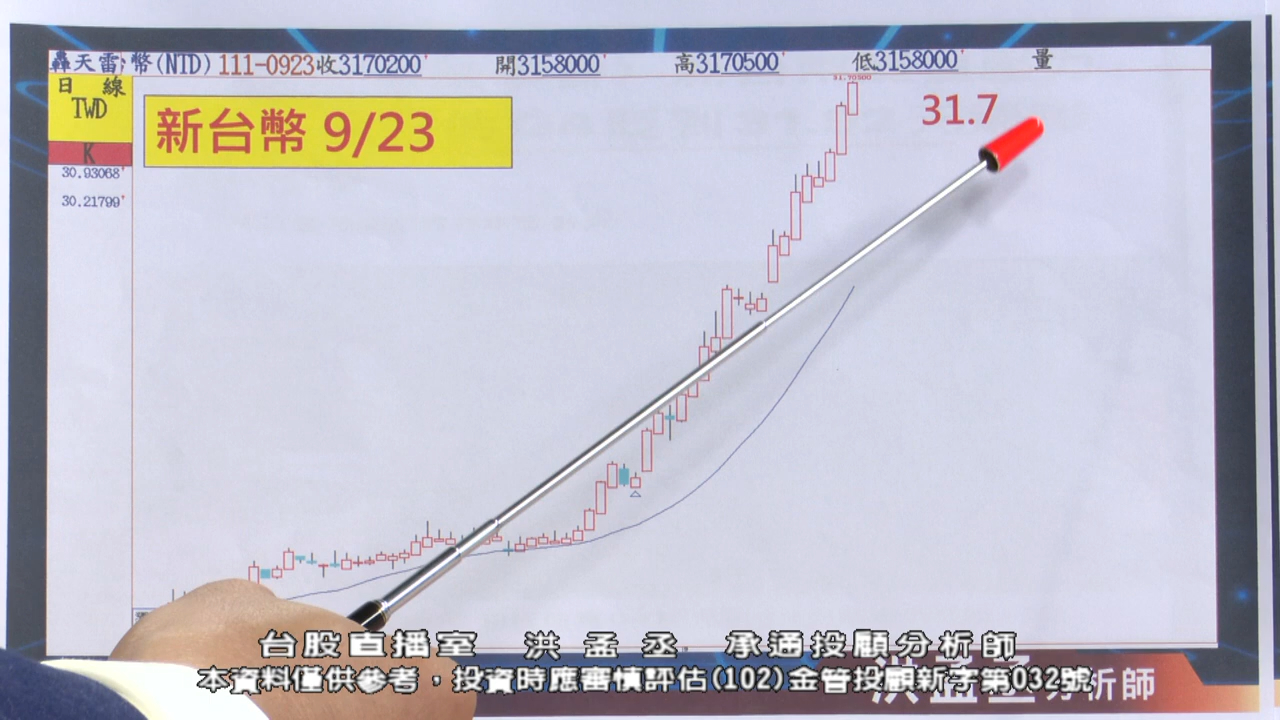 轟天雷 幣(NTD) 111-0923收3170200 開3158000 高3170500 低3158000 量
日線
TWD
K
30.93068
30.21799
新台幣 9/23
31.70500
31.7
台股直播室 洪孟丞 承通投顧分析師
洪孟丞 分析師
本資料僅供參考，投資時應審慎評估(102)金管投顧新字第032號